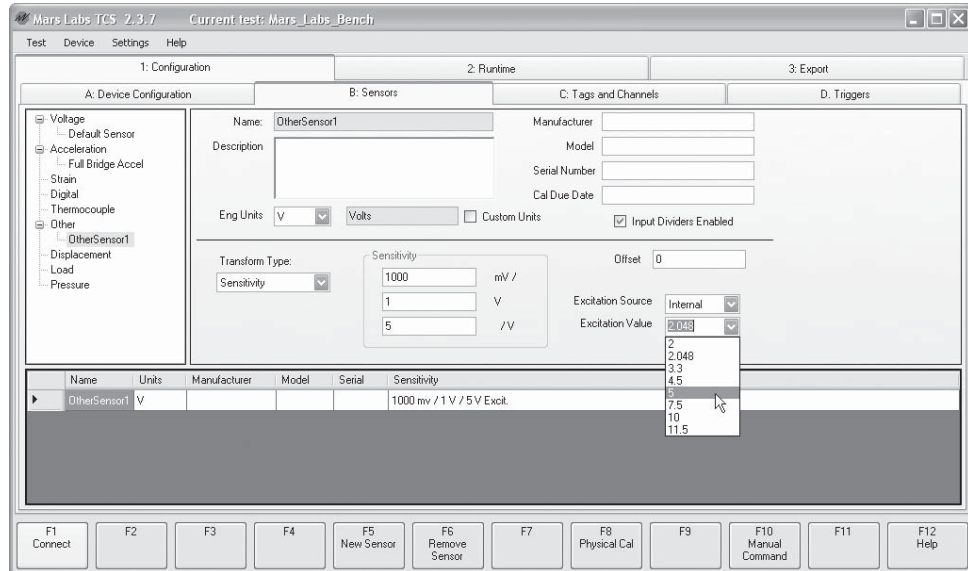 Mars Labs TCS 2.3.7 Current test: Mars_Labs_Bench
Test Device Settings Help
1: Configuration 2: Runtime 3: Export
A: Device Configuration B: Sensors C: Tags and Channels D. Triggers
Voltage
Default Sensor
Acceleration
Full Bridge Accel
Strain
Digital
Thermocouple
Other
OtherSensor1
Displacement
Load
Pressure
Name: OtherSensor1
Description
Eng Units V Volts Custom Units
Manufacturer
Model
Serial Number
Cal Due Date
Input Dividers Enabled
Transform Type:
Sensitivity
Sensitivity
1000 mV /
1 V
5 / V
Offset 0
Excitation Source Internal
Excitation Value 2.048
2
2.048
3.3
4.5
5
7.5
10
11.5
Name Units Manufacturer Model Serial Sensitivity
OtherSensor1 V 1000 mv / 1 V / 5 V Excit.
F1
Connect
F2
F3
F4
F5
New Sensor
F6
Remove
Sensor
F7
F8
Physical Cal
F9
F10
Manual
Command
F11
F12
Help